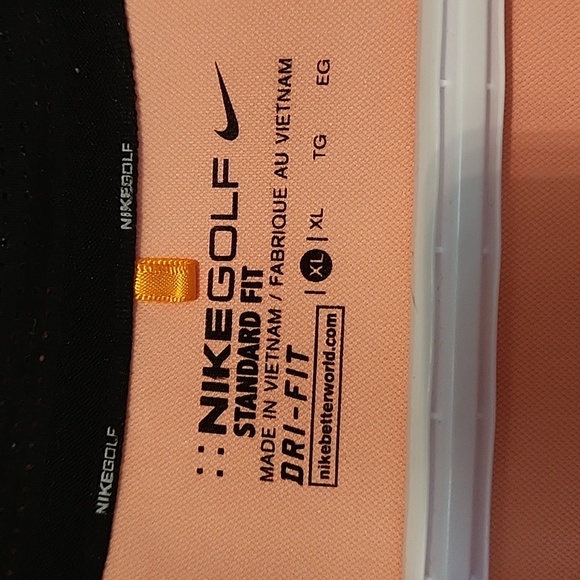 NIKEGOLF
NIKEGOLF
NIKEGOLF
STANDARD FIT
MADE IN VIETNAM / FABRIQUE AU VIETNAM
DRI-FIT
nikebetterworld.com | XL | XL TG EG